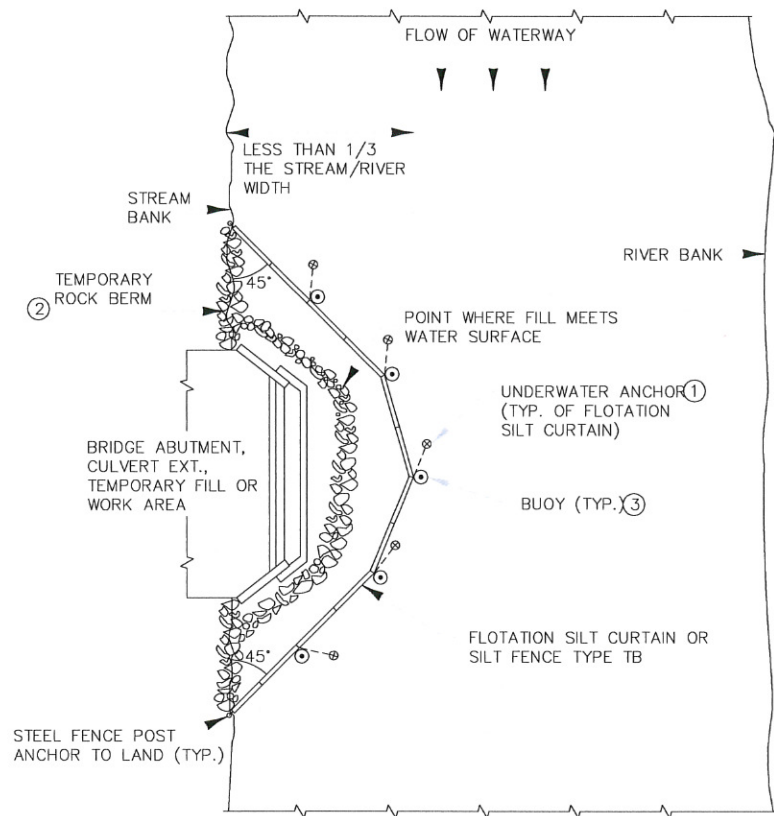 FLOW OF WATERWAY
LESS THAN 1/3
THE STREAM/RIVER
WIDTH
STREAM
BANK
RIVER BANK
45°
TEMPORARY
ROCK BERM
②
POINT WHERE FILL MEETS
WATER SURFACE
UNDERWATER ANCHOR ①
(TYP. OF FLOTATION
SILT CURTAIN)
BRIDGE ABUTMENT,
CULVERT EXT.,
TEMPORARY FILL OR
WORK AREA
BUOY (TYP.) ③
FLOTATION SILT CURTAIN OR
SILT FENCE TYPE TB
45°
STEEL FENCE POST
ANCHOR TO LAND (TYP.)